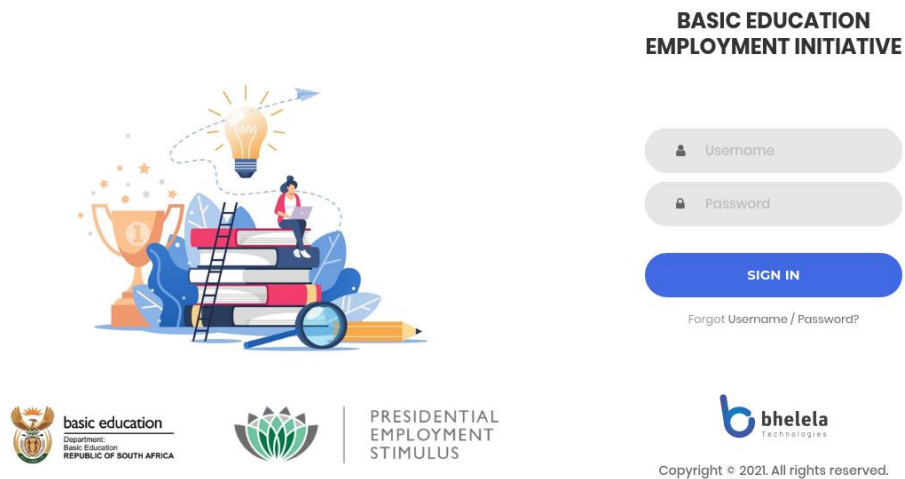 BASIC EDUCATION
EMPLOYMENT INITIATIVE
1
Username
Password
SIGN IN
Forgot Username / Password?
basic education
Department:
Basic Education
REPUBLIC OF SOUTH AFRICA
PRESIDENTIAL
EMPLOYMENT
STIMULUS
bhelela
Technologies
Copyright © 2021. All rights reserved.